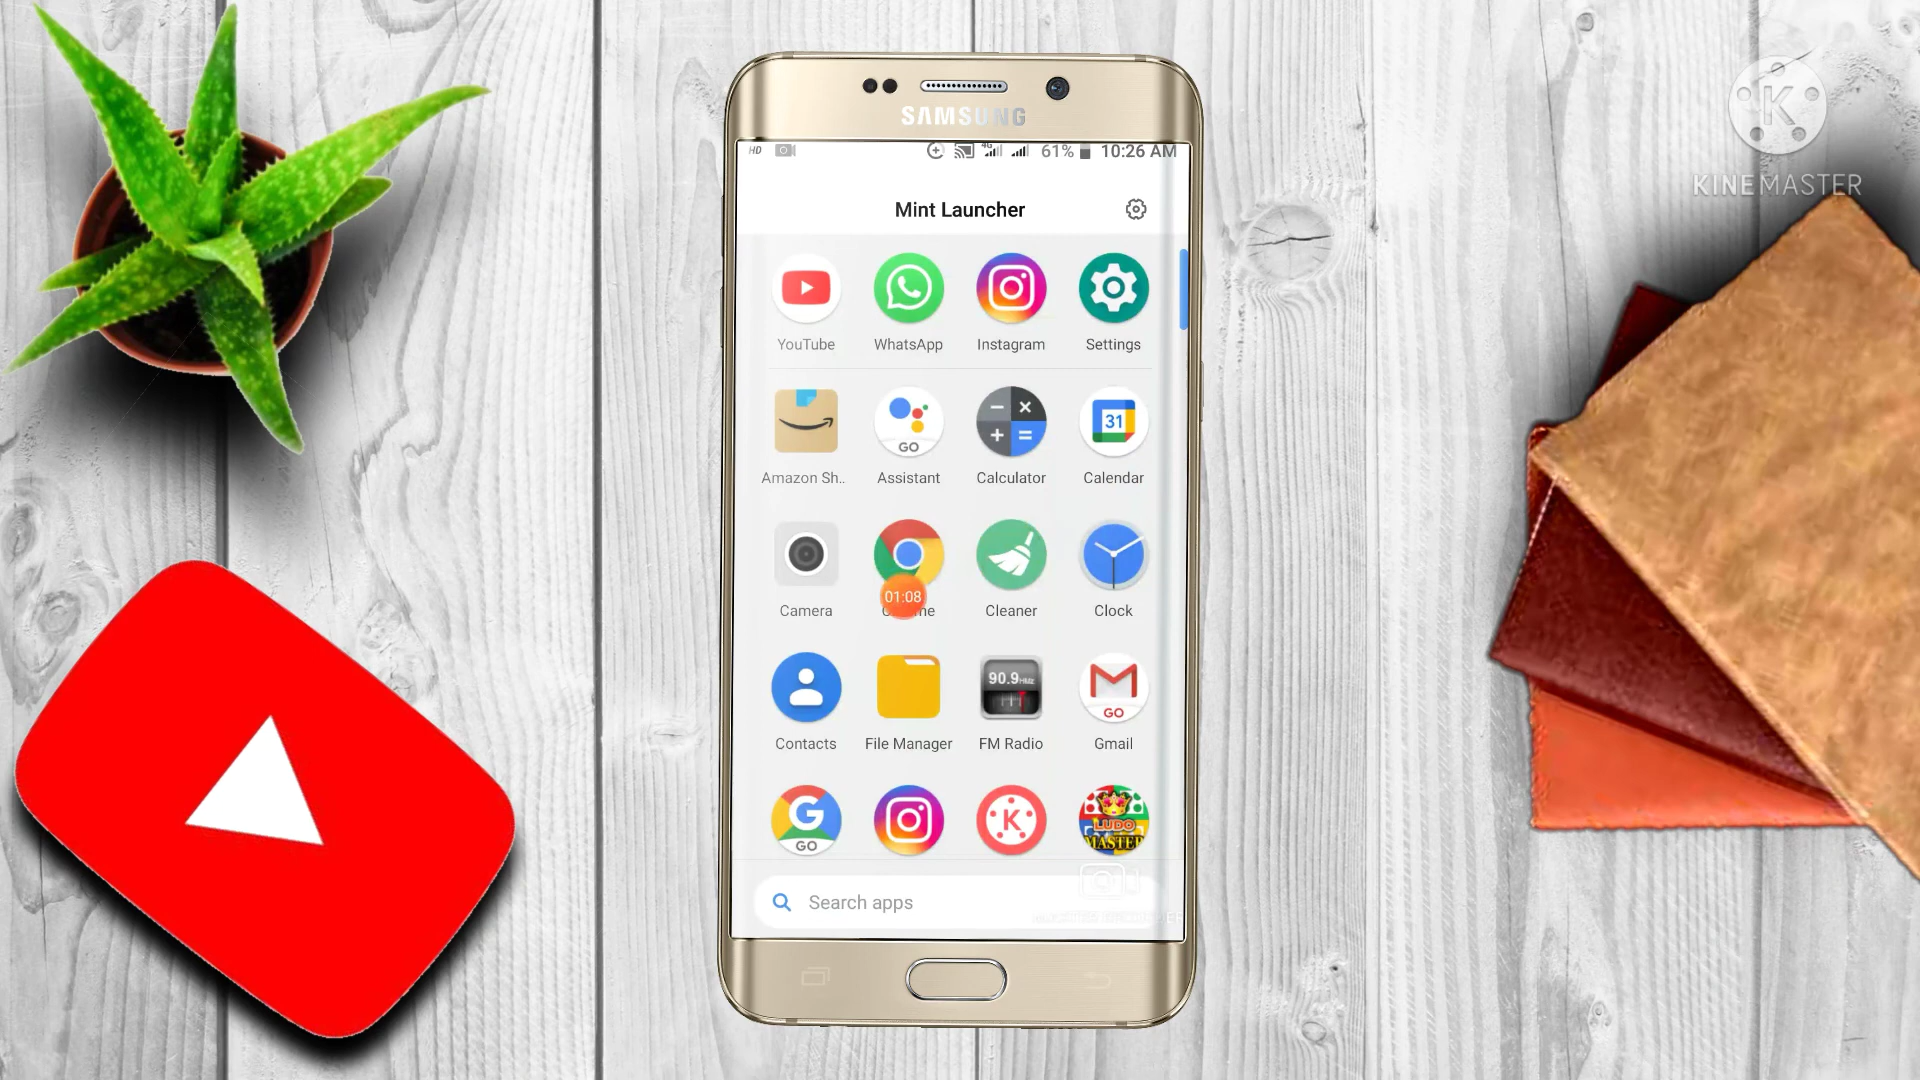 KINEMASTER
SAMSUNG
HD 4G 61% 10:26 AM
Mint Launcher
YouTube WhatsApp Instagram Settings
31
GO
Amazon Sh.. Assistant Calculator Calendar
01:08
Camera Cleaner Clock
90.9
GO
Contacts File Manager FM Radio Gmail
G K LUDO
GO MASTER
Search apps